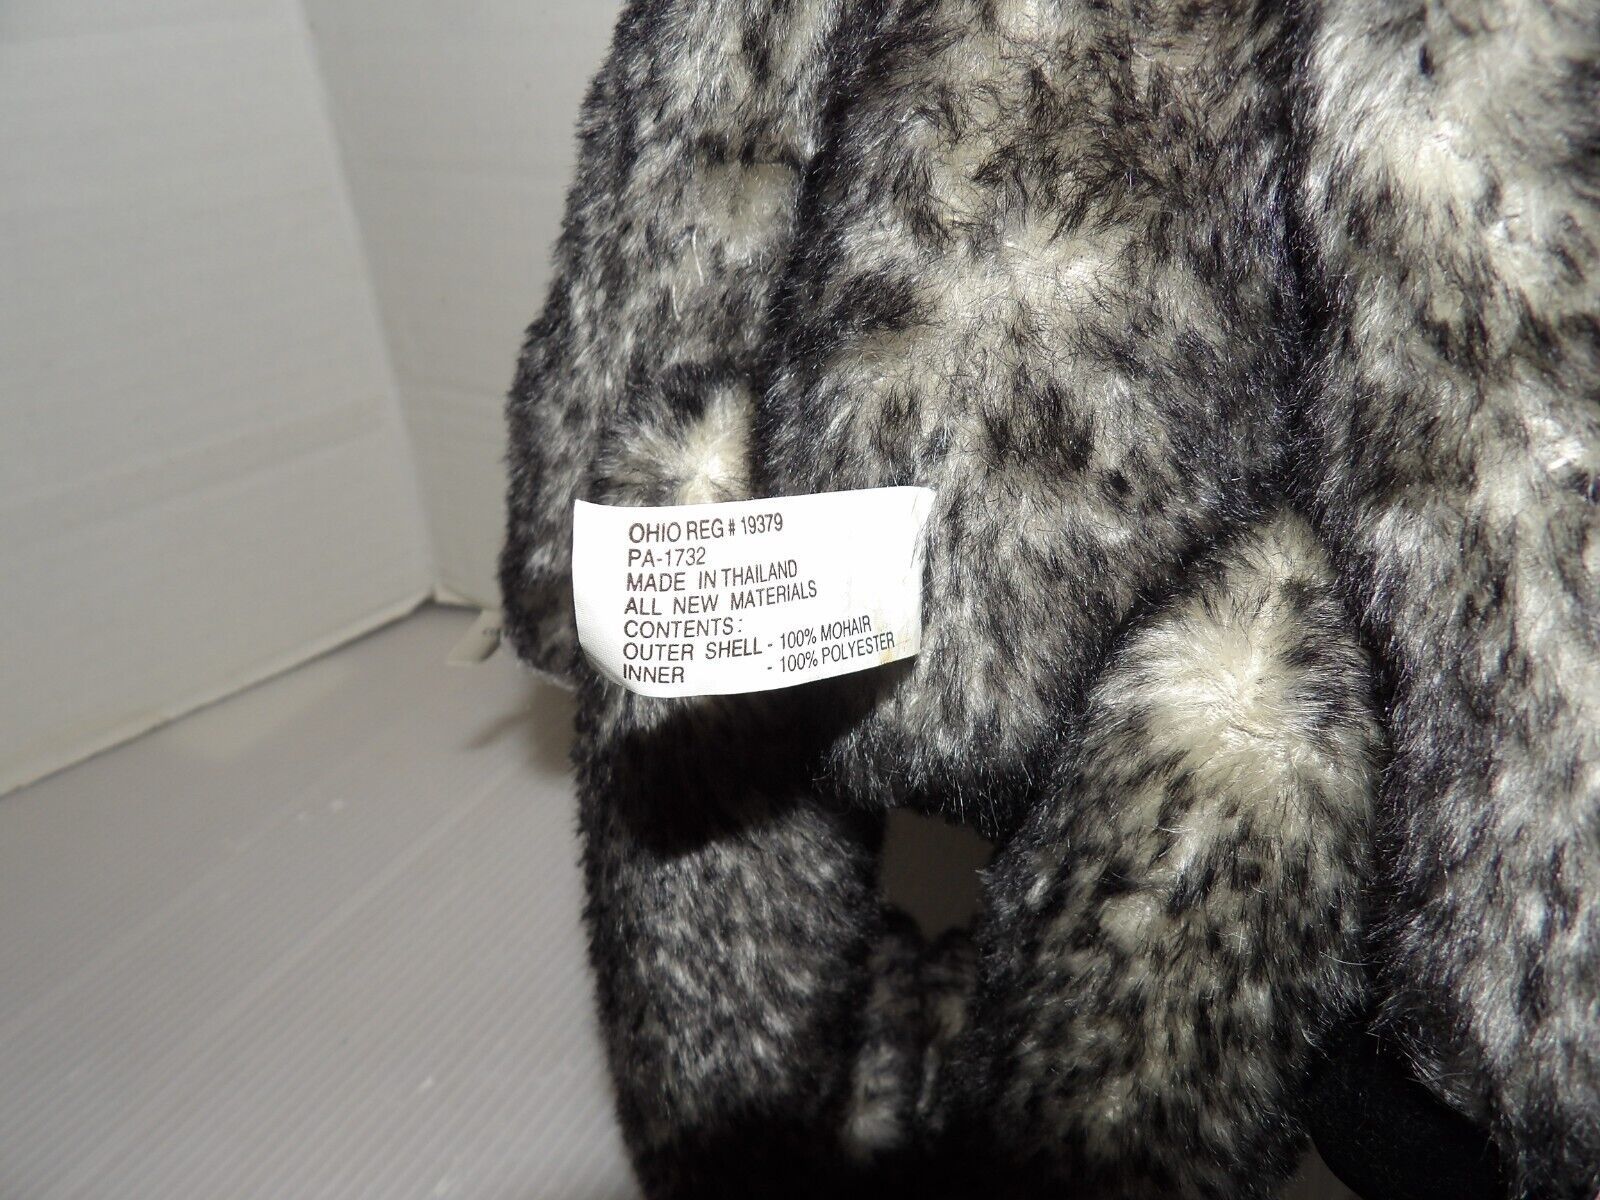 OHIO REG # 19379
PA-1732
MADE IN THAILAND
ALL NEW MATERIALS
CONTENTS:
OUTER SHELL - 100% MOHAIR
INNER - 100% POLYESTER